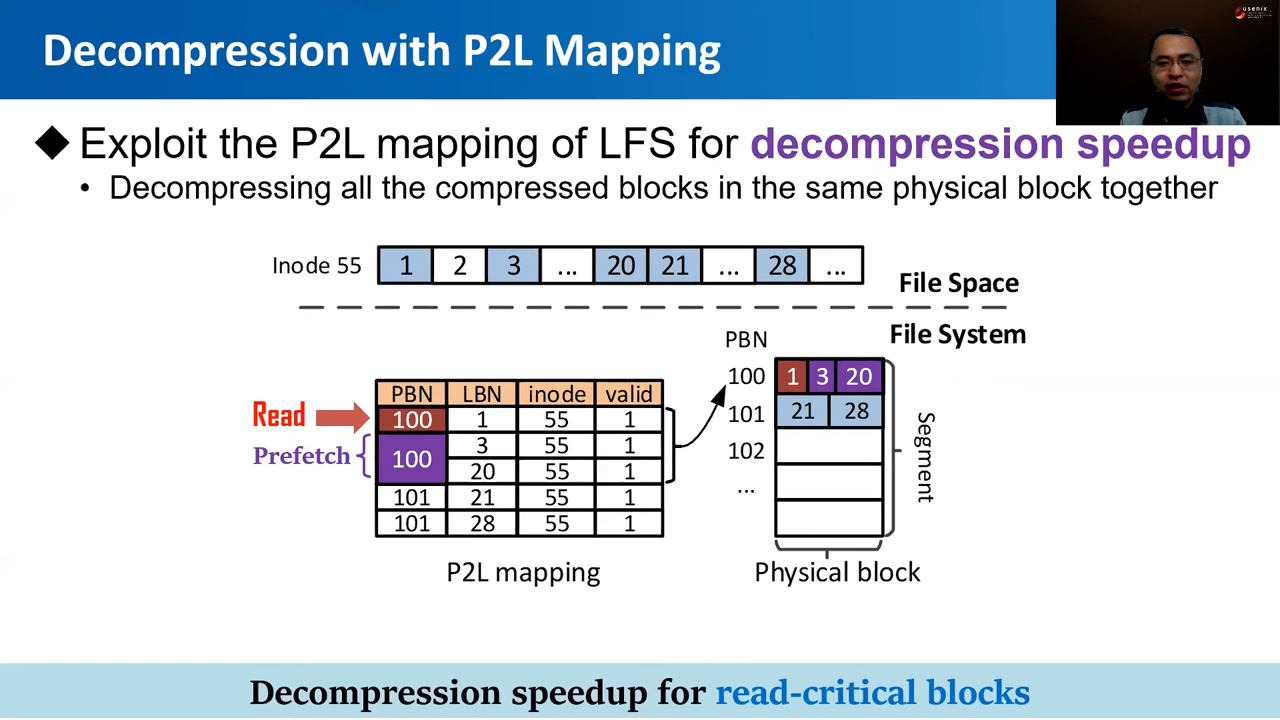 Decompression with P2L Mapping
usenix
Exploit the P2L mapping of LFS for decompression speedup
• Decompressing all the compressed blocks in the same physical block together
Inode 55 1 2 3 ... 20 21 ... 28 ...
File Space
File System
PBN
100 1 3 20
101 21 28
102
...
Segment
Physical block
PBN LBN inode valid
Read 100 1 55 1
Prefetch 100 3 55 1
20 55 1
101 21 55 1
101 28 55 1
P2L mapping
Decompression speedup for read-critical blocks